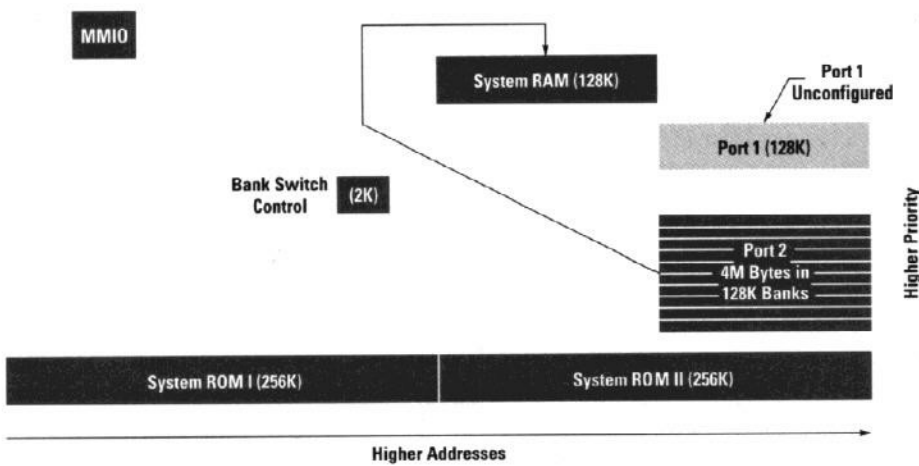 MMIO
System RAM (128K)
Port 1
Unconfigured
Port 1 (128K)
Bank Switch
Control
(2K)
Port 2
4M Bytes in
128K Banks
Higher Priority
System ROM I (256K)
System ROM II (256K)
Higher Addresses